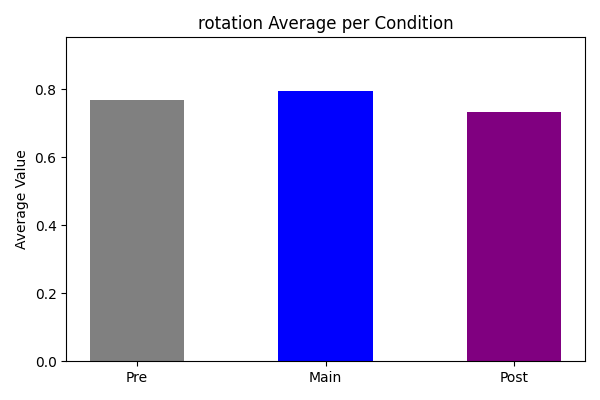 rotation Average per Condition
Average Value
0.8
0.6
0.4
0.2
0.0
Pre
Main
Post